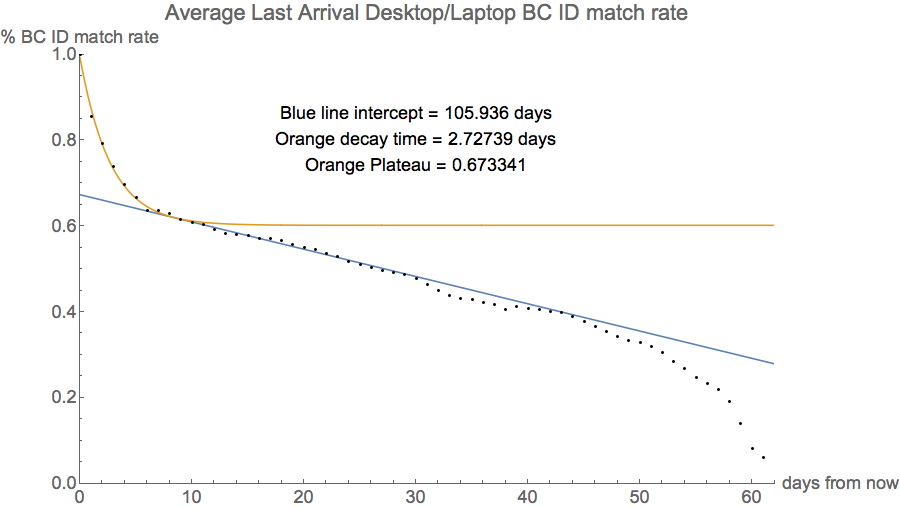 Average Last Arrival Desktop/Laptop BC ID match rate
% BC ID match rate
1.0
Blue line intercept = 105.936 days
0.8
Orange decay time = 2.72739 days
Orange Plateau = 0.673341
0.6
0.4
0.2
0.0
0 10 20 30 40 50 60
days from now